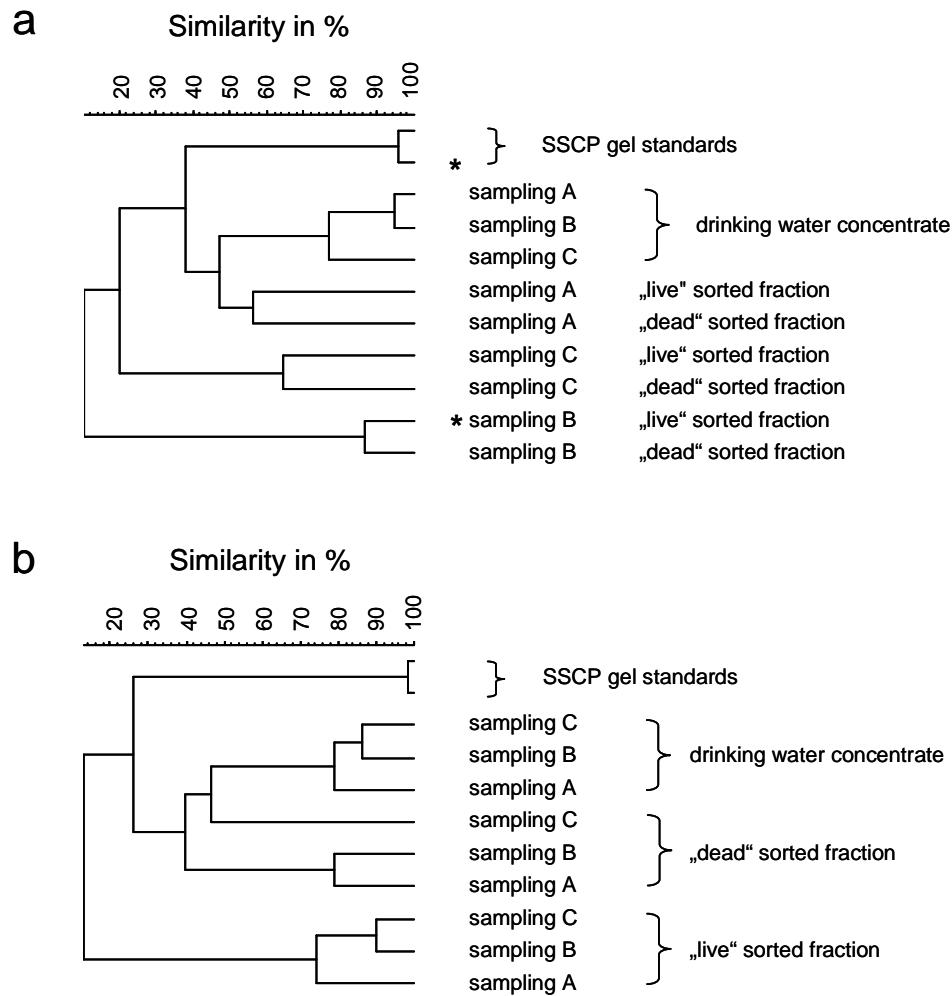 a
Similarity in %
20 30 40 50 60 70 80 90 100
SSCP gel standards
*
sampling A
sampling B drinking water concentrate
sampling C
sampling A „live" sorted fraction
sampling A „dead“ sorted fraction
sampling C „live“ sorted fraction
sampling C „dead“ sorted fraction
* sampling B „live“ sorted fraction
sampling B „dead“ sorted fraction
b
Similarity in %
20 30 40 50 60 70 80 90 100
SSCP gel standards
sampling C
sampling B drinking water concentrate
sampling A
sampling C
sampling B „dead“ sorted fraction
sampling A
sampling C
sampling B „live“ sorted fraction
sampling A